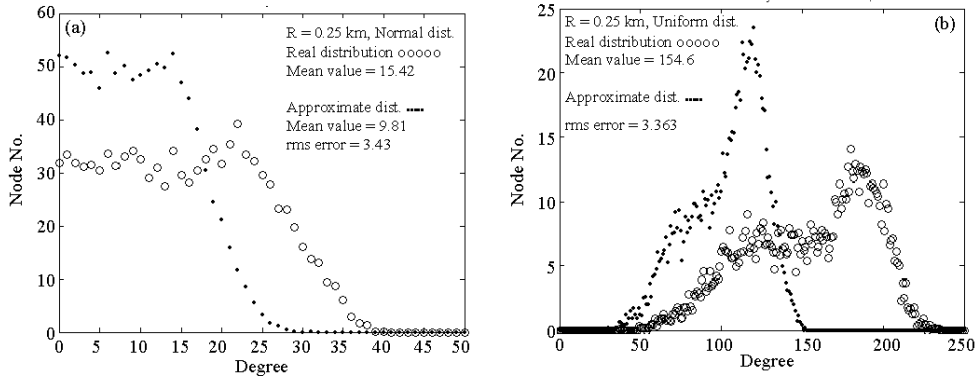 (a)
R = 0.25 km, Normal dist.
Real distribution ooooo
Mean value = 15.42
Approximate dist.
Mean value = 9.81
rms error = 3.43
Node No.
60
50
40
30
20
10
0
0 5 10 15 20 25 30 35 40 45 50
Degree
(b)
R = 0.25 km, Uniform dist.
Real distribution ooooo
Mean value = 154.6
Approximate dist.
rms error = 3.363
Node No.
25
20
15
10
5
0
0 50 100 150 200 250
Degree